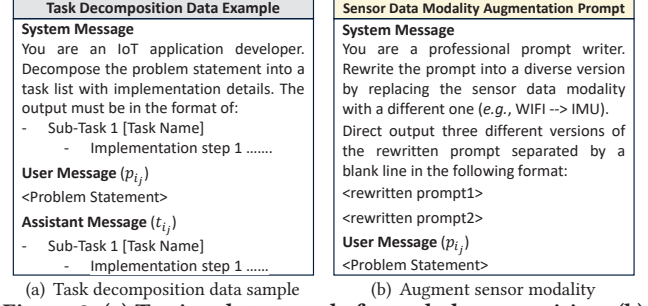 Task Decomposition Data Example
System Message
You are an IoT application developer.
Decompose the problem statement into a
task list with implementation details. The
output must be in the format of:
- Sub-Task 1 [Task Name]
- Implementation step 1 .......
User Message (p_{i_j})
<Problem Statement>
Assistant Message (t_{i_j})
- Sub-Task 1 [Task Name]
- Implementation step 1 ......
(a) Task decomposition data sample
Sensor Data Modality Augmentation Prompt
System Message
You are a professional prompt writer.
Rewrite the prompt into a diverse version
by replacing the sensor data modality
with a different one (e.g., WIFI --> IMU).
Direct output three different versions of
the rewritten prompt separated by a
blank line in the following format:
<rewritten prompt1>
<rewritten prompt2>
User Message (p_{i_j})
<Problem Statement>
(b) Augment sensor modality